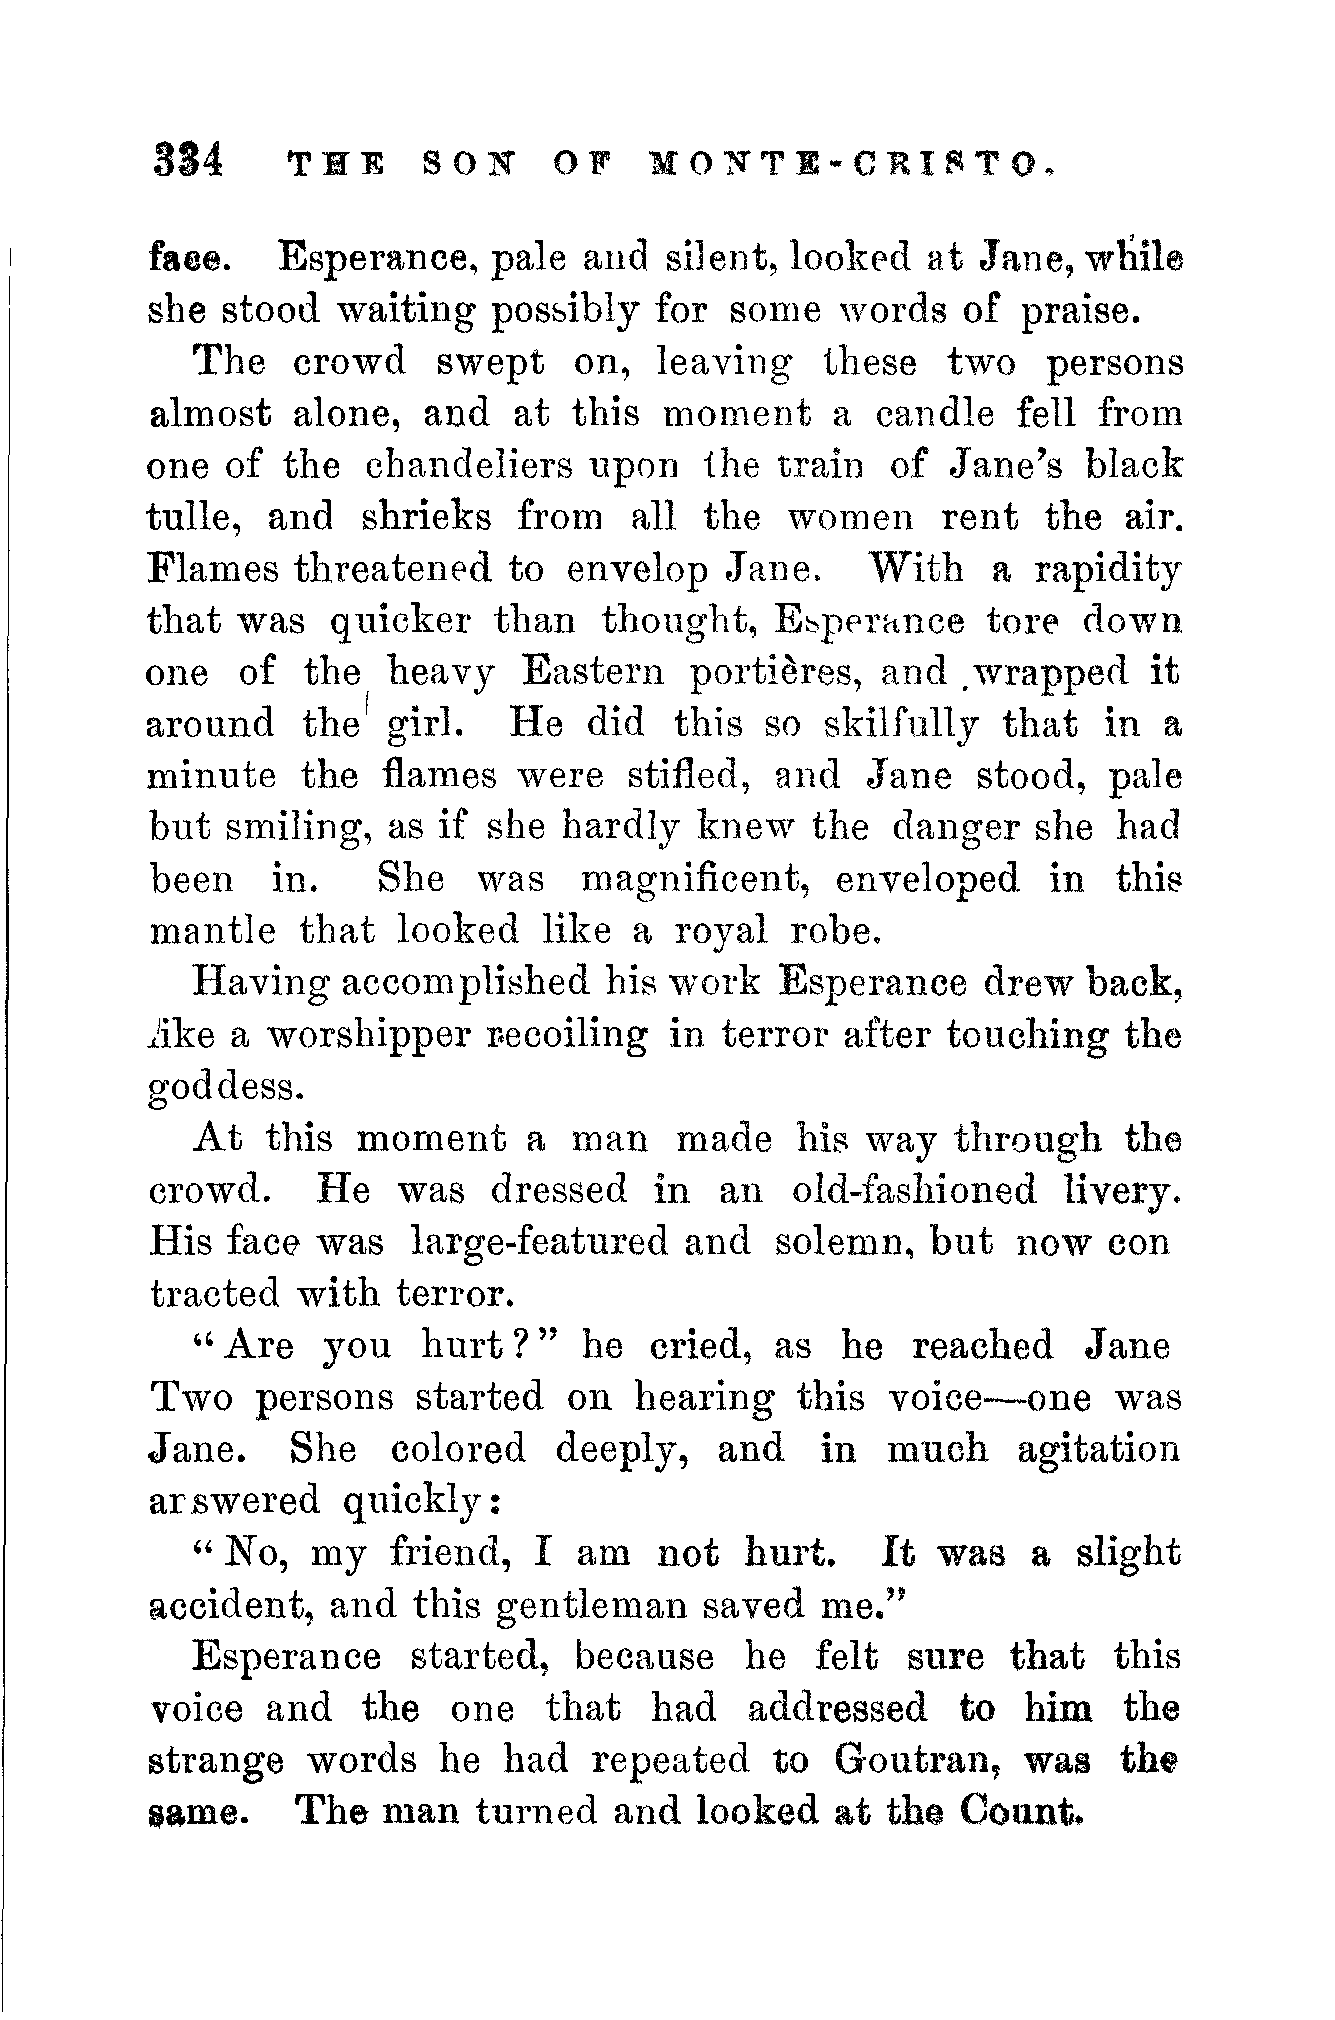 334 THE SON OF MONTE-CRISTO.
face. Esperance, pale and silent, looked at Jane, while
she stood waiting possibly for some words of praise.
The crowd swept on, leaving these two persons
almost alone, and at this moment a candle fell from
one of the chandeliers upon the train of Jane's black
tulle, and shrieks from all the women rent the air.
Flames threatened to envelop Jane. With a rapidity
that was quicker than thought, Esperance tore down
one of the heavy Eastern portières, and wrapped it
around the girl. He did this so skilfully that in a
minute the flames were stifled, and Jane stood, pale
but smiling, as if she hardly knew the danger she had
been in. She was magnificent, enveloped in this
mantle that looked like a royal robe.
Having accomplished his work Esperance drew back,
like a worshipper recoiling in terror after touching the
goddess.
At this moment a man made his way through the
crowd. He was dressed in an old-fashioned livery.
His face was large-featured and solemn, but now con
tracted with terror.
"Are you hurt?" he cried, as he reached Jane
Two persons started on hearing this voice—one was
Jane. She colored deeply, and in much agitation
arswered quickly:
"No, my friend, I am not hurt. It was a slight
accident, and this gentleman saved me."
Esperance started, because he felt sure that this
voice and the one that had addressed to him the
strange words he had repeated to Goutran, was the
same. The man turned and looked at the Count.